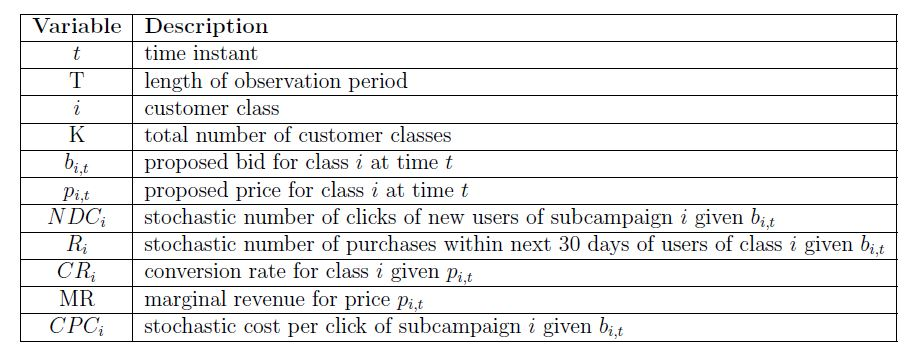 Variable Description
t time instant
T length of observation period
i customer class
K total number of customer classes
b_{i,t} proposed bid for class i at time t
p_{i,t} proposed price for class i at time t
NDC_i stochastic number of clicks of new users of subcampaign i given b_{i,t}
R_i stochastic number of purchases within next 30 days of users of class i given b_{i,t}
CR_i conversion rate for class i given p_{i,t}
MR marginal revenue for price p_{i,t}
CPC_i stochastic cost per click of subcampaign i given b_{i,t}